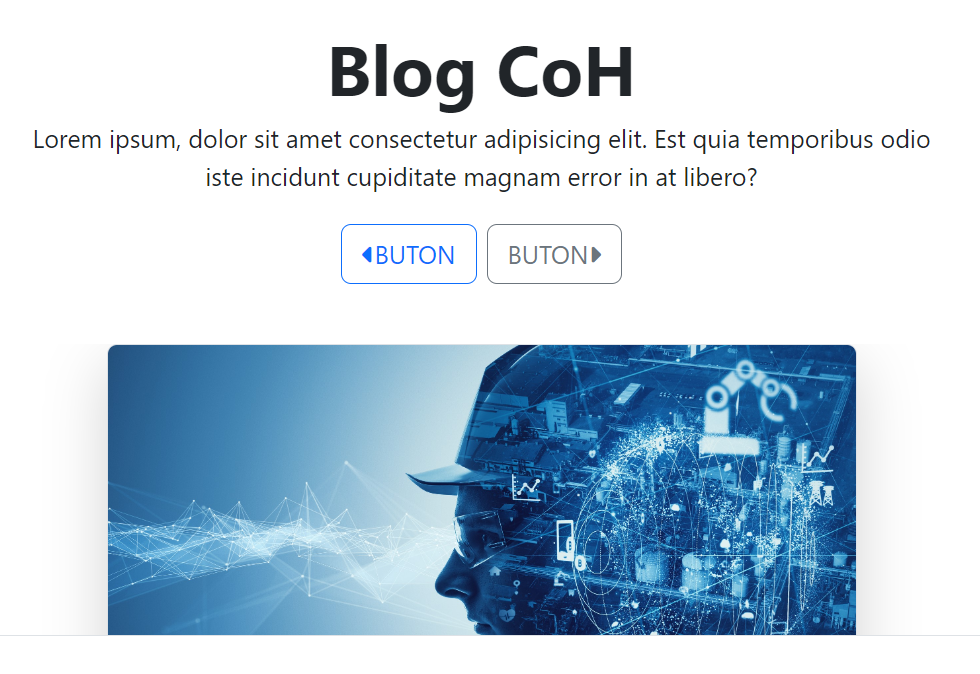 Blog CoH
Lorem ipsum, dolor sit amet consectetur adipisicing elit. Est quia temporibus odio
iste incidunt cupiditate magnam error in at libero?
BUTON BUTON